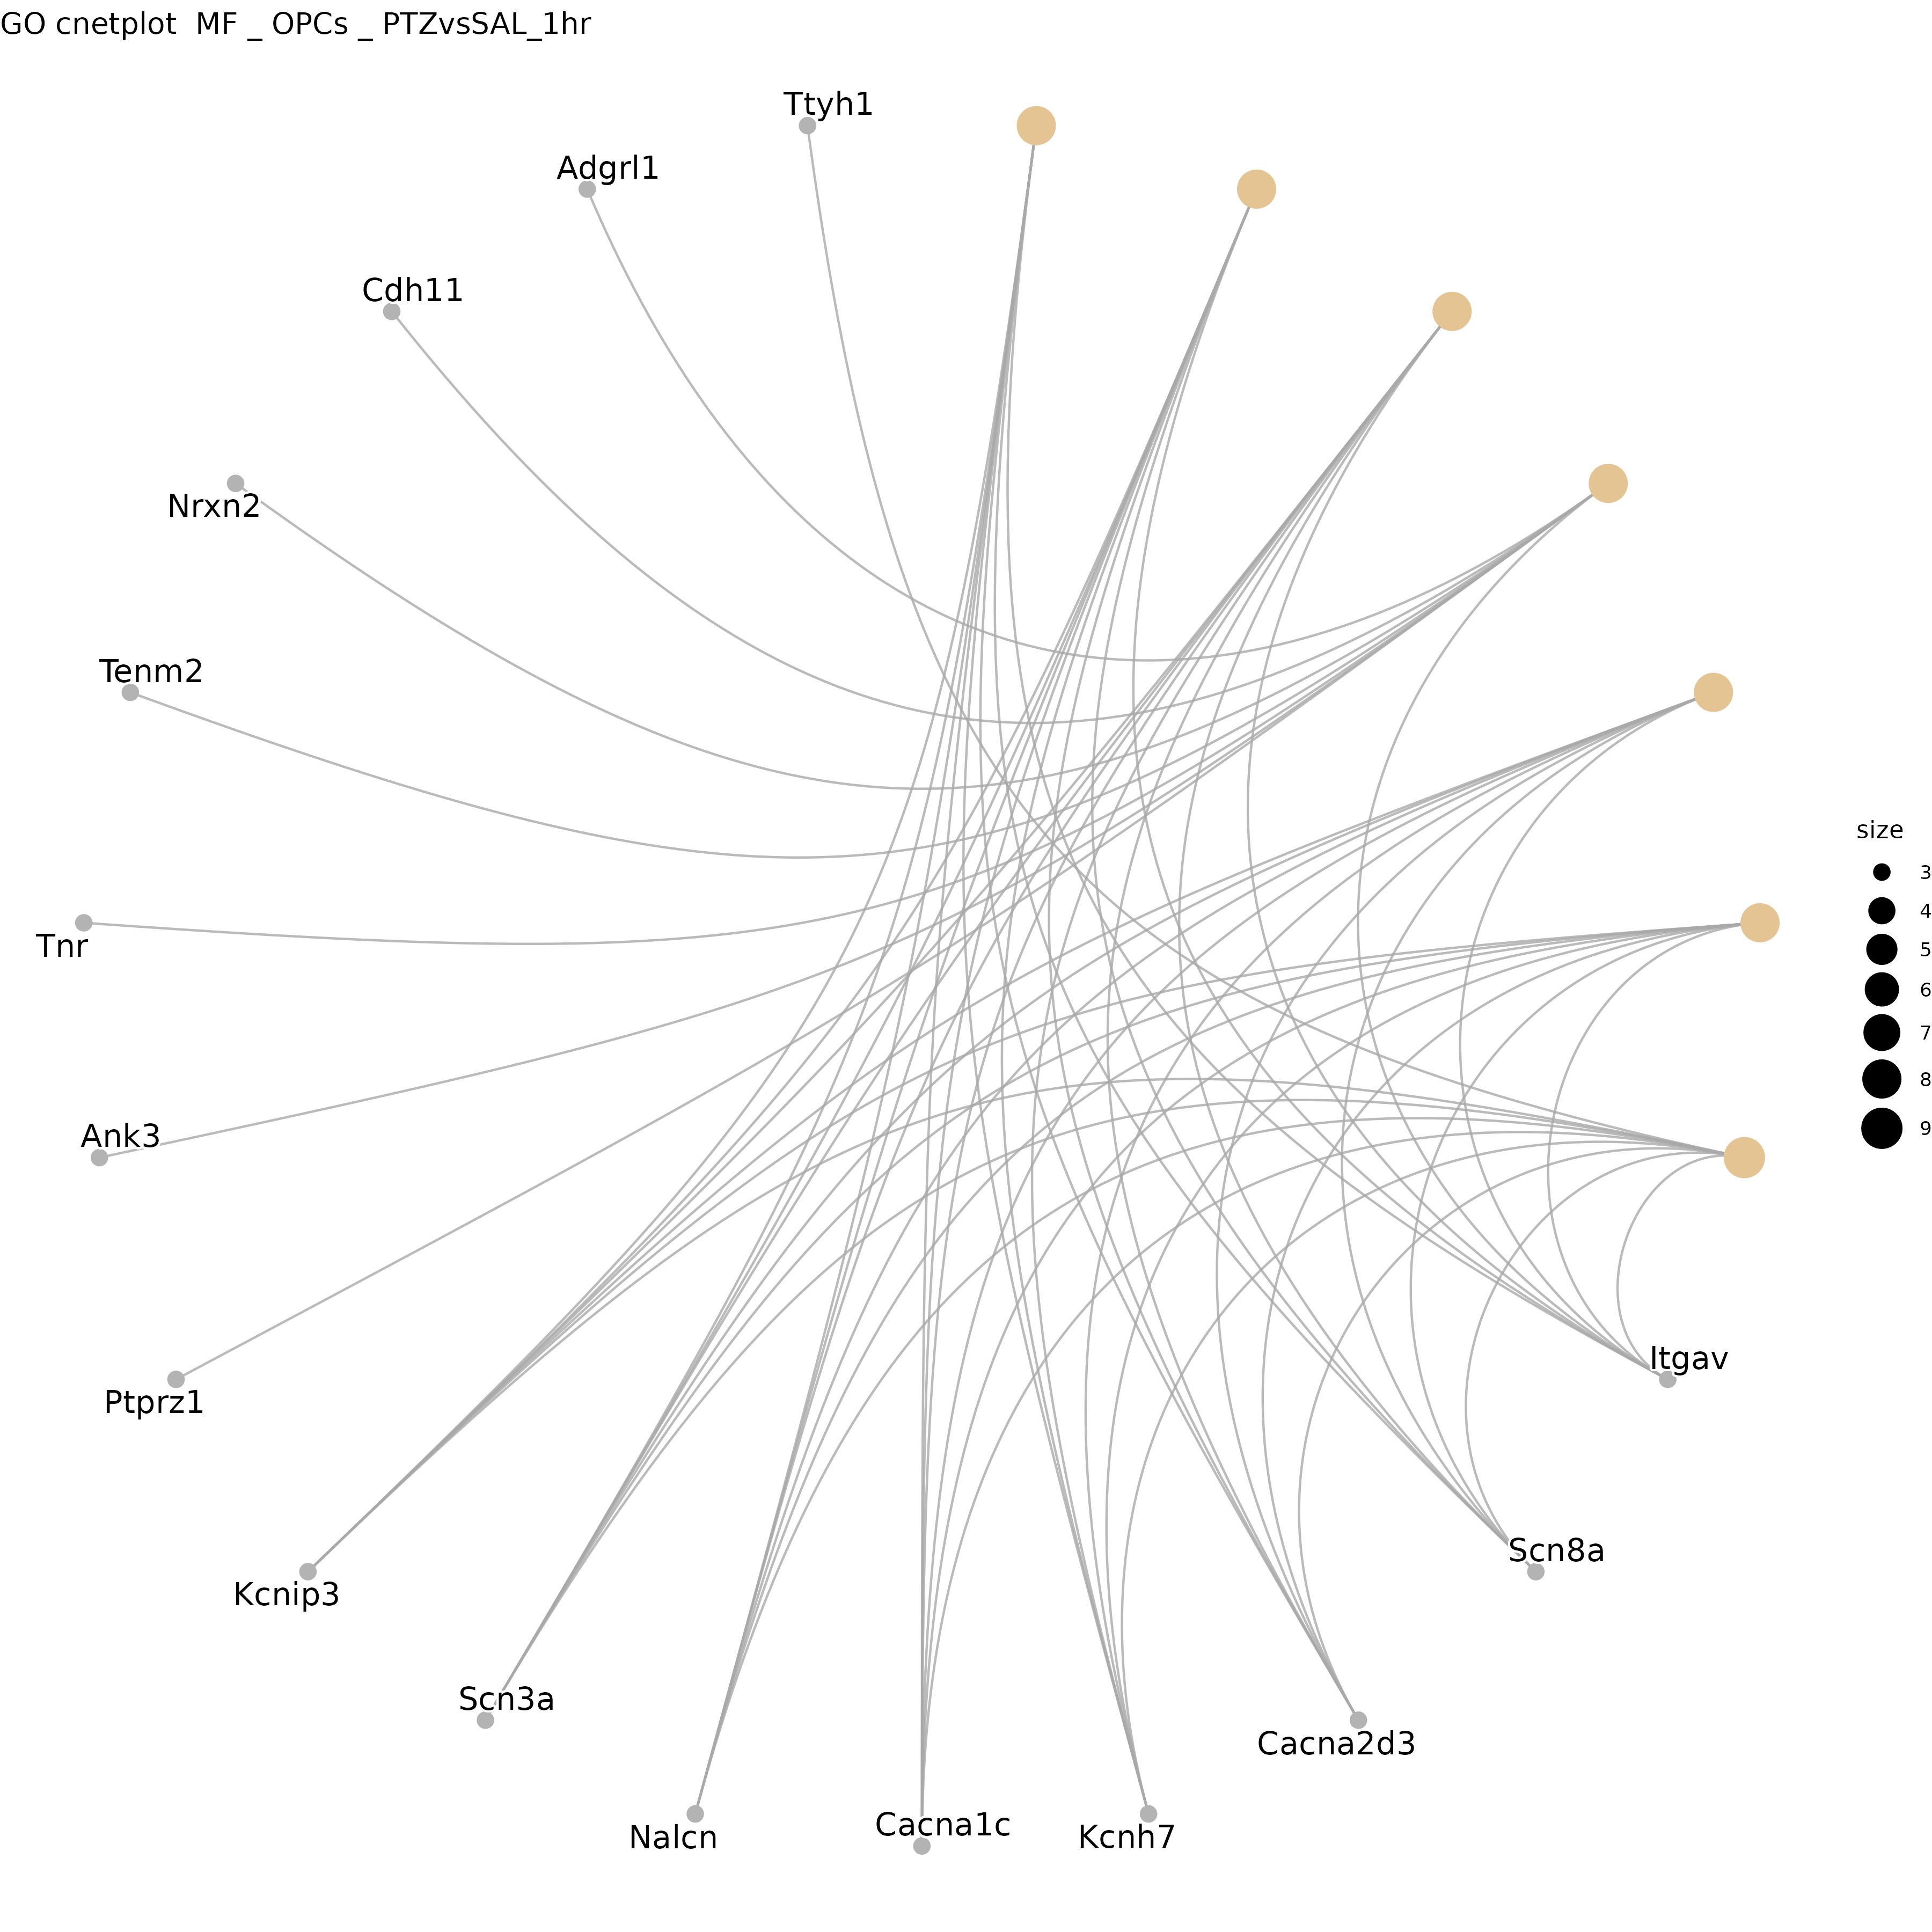 GO cnetplot  MF _ OPCs _ PTZvsSAL_1hr
Ttyh1
Adgrl1
Cdh11
Nrxn2
Tenm2
Tnr
Ank3
Ptprz1
Kcnip3
Scn3a
Nalcn
Cacna1c
Kcnh7
Cacna2d3
Scn8a
Itgav
size
3
4
5
6
7
8
9